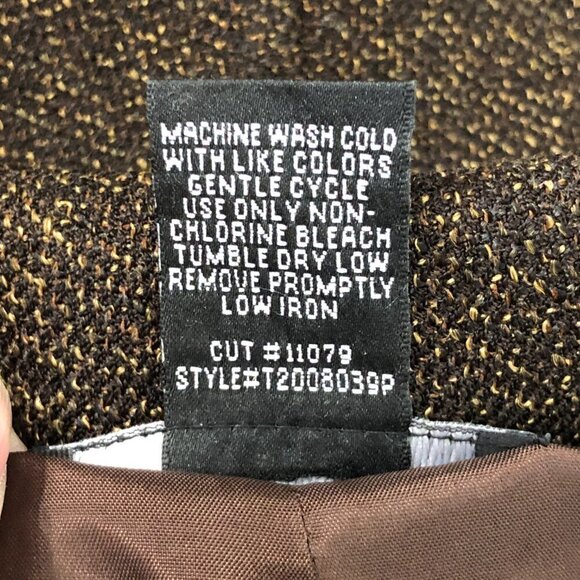 MACHINE WASH COLD
WITH LIKE COLORS
GENTLE CYCLE
USE ONLY NON-
CHLORINE BLEACH
TUMBLE DRY LOW
REMOVE PROMPTLY
LOW IRON
CUT #11079
STYLE#T2008039P